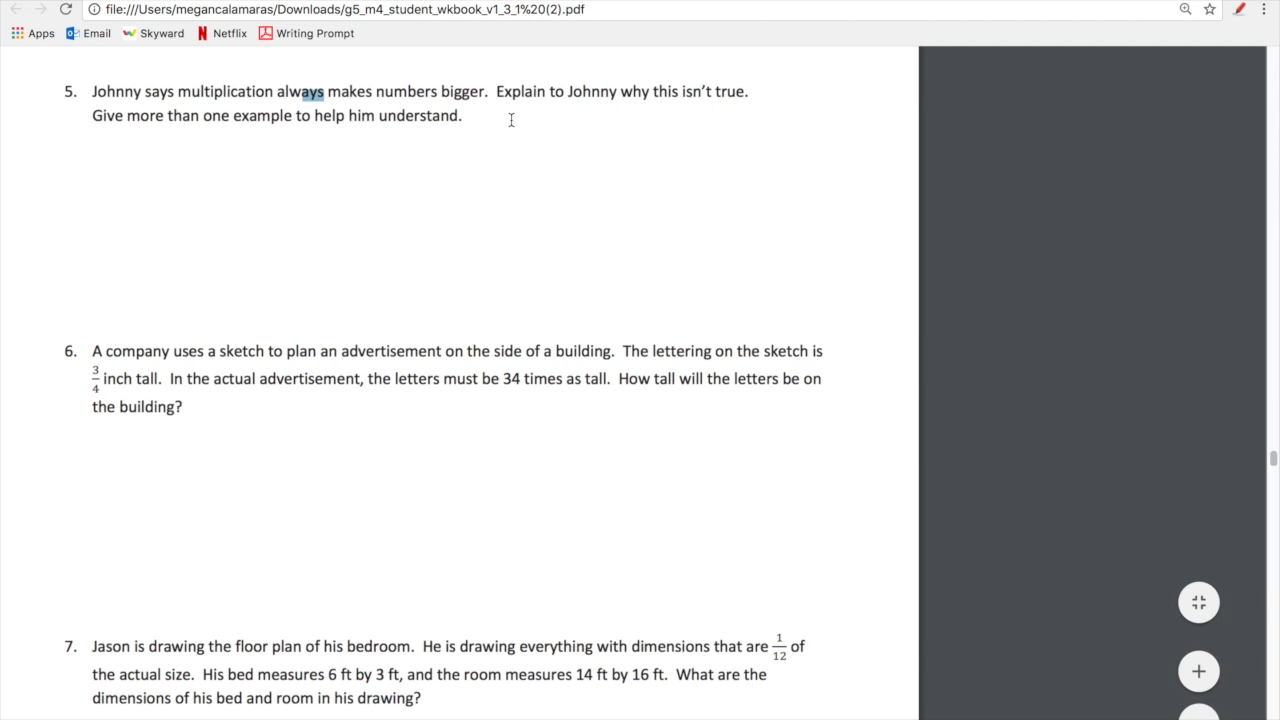 file:///Users/megancalamaras/Downloads/g5_m4_student_wkbook_v1_3_1%20(2).pdf
Apps Email Skyward Netflix Writing Prompt
5. Johnny says multiplication always makes numbers bigger. Explain to Johnny why this isn't true.
Give more than one example to help him understand.
6. A company uses a sketch to plan an advertisement on the side of a building. The lettering on the sketch is
3/4 inch tall. In the actual advertisement, the letters must be 34 times as tall. How tall will the letters be on
the building?
7. Jason is drawing the floor plan of his bedroom. He is drawing everything with dimensions that are 1/12 of
the actual size. His bed measures 6 ft by 3 ft, and the room measures 14 ft by 16 ft. What are the
dimensions of his bed and room in his drawing?